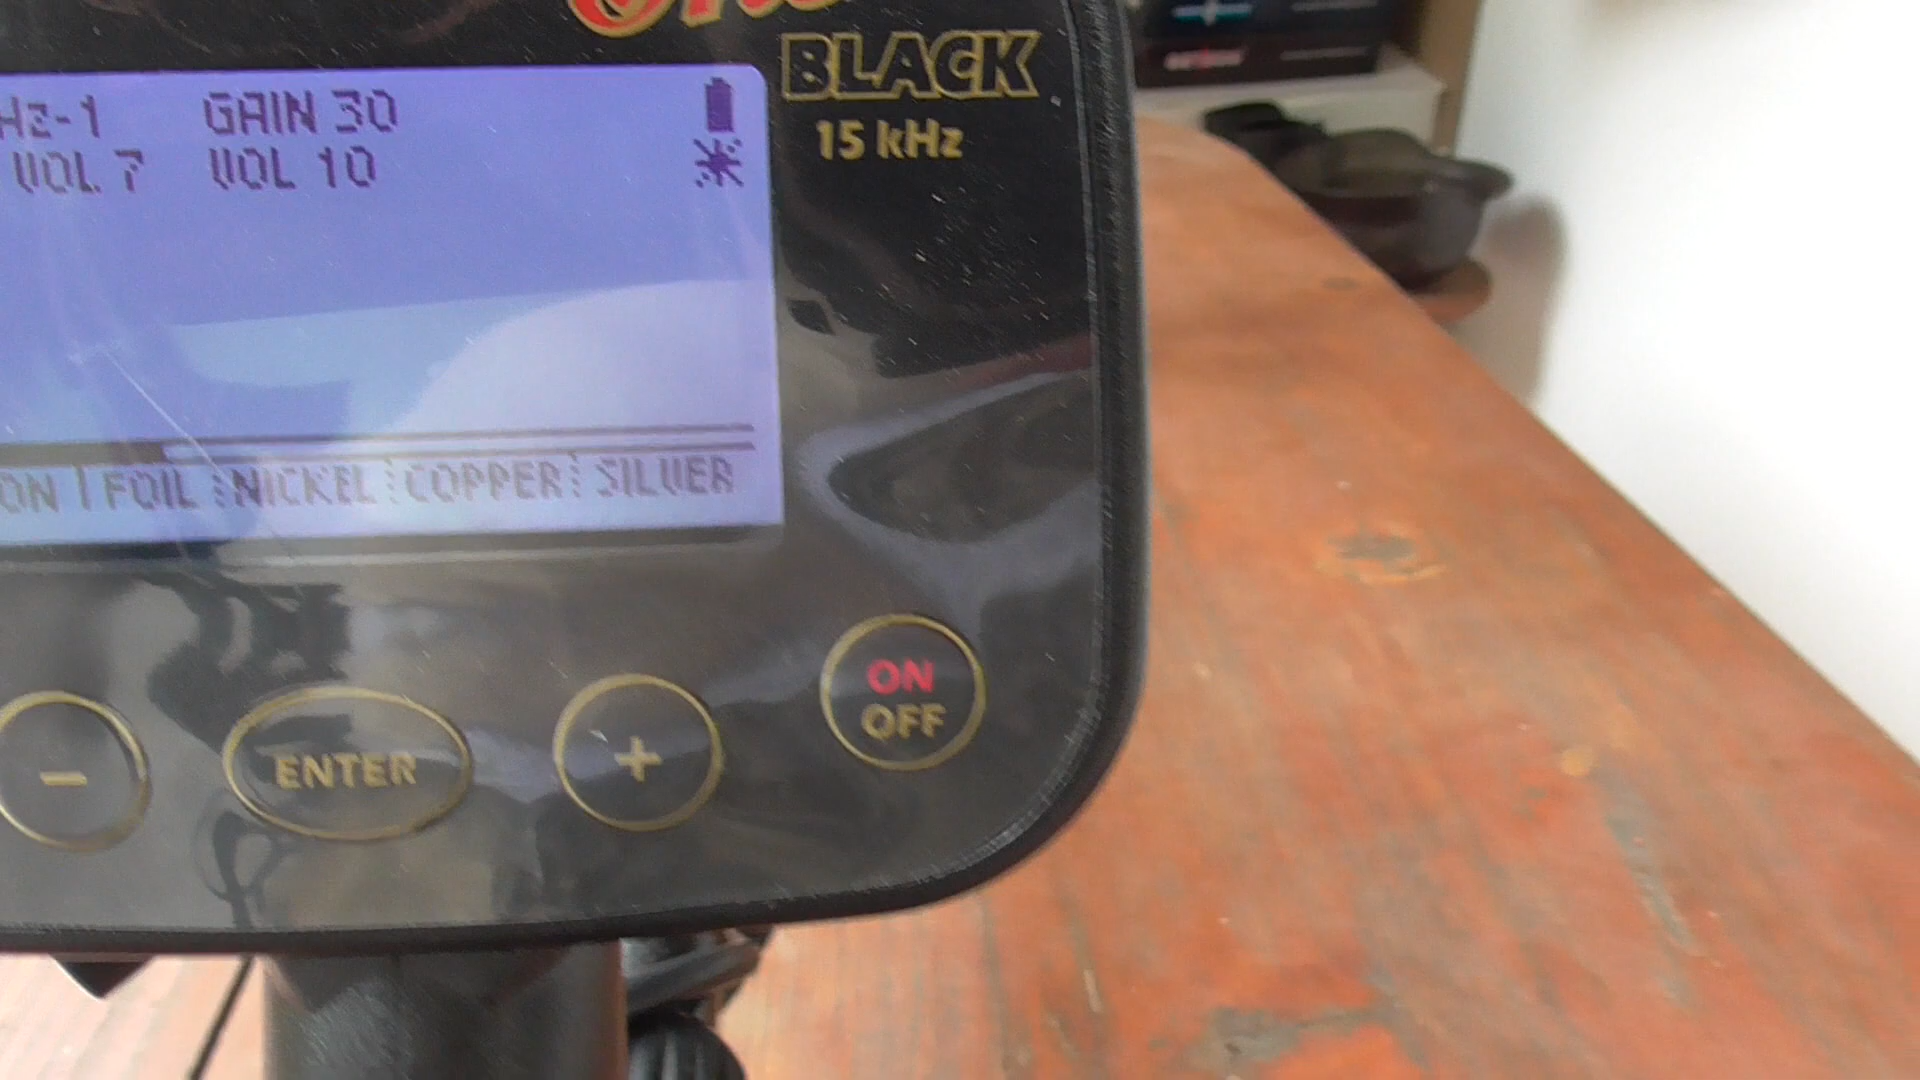 One
BLACK
15 kHz
Hz-1 GAIN 30
VOL 7 VOL 10
ON FOIL NICKEL COPPER SILVER
- ENTER + ON
OFF